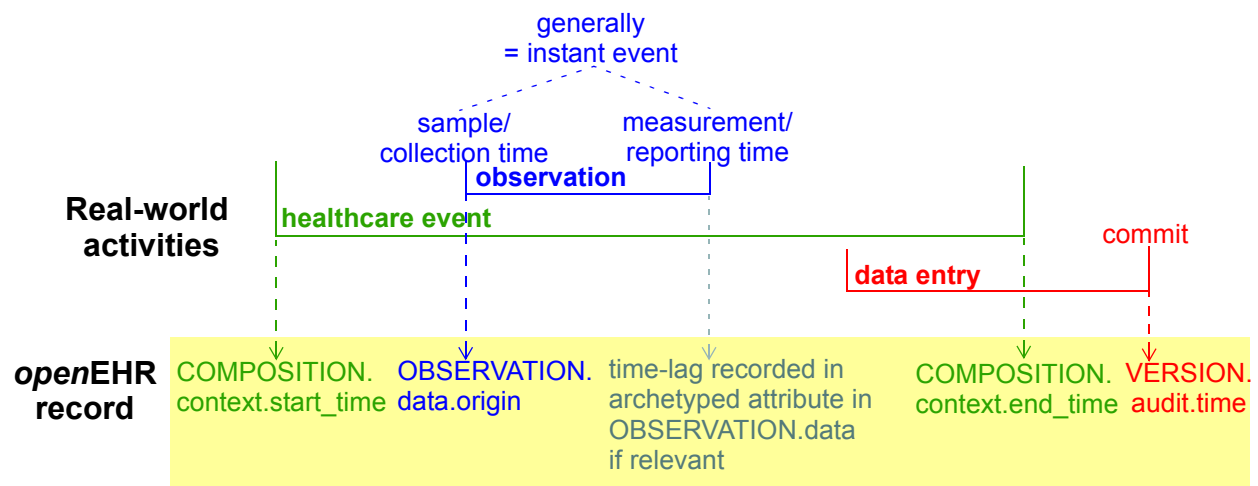 generally
= instant event
sample/
collection time
measurement/
reporting time
observation
Real-world
activities
healthcare event
commit
data entry
openEHR
record
COMPOSITION.
context.start_time
OBSERVATION.
data.origin
time-lag recorded in
archetyped attribute in
OBSERVATION.data
if relevant
COMPOSITION.
context.end_time
VERSION.
audit.time